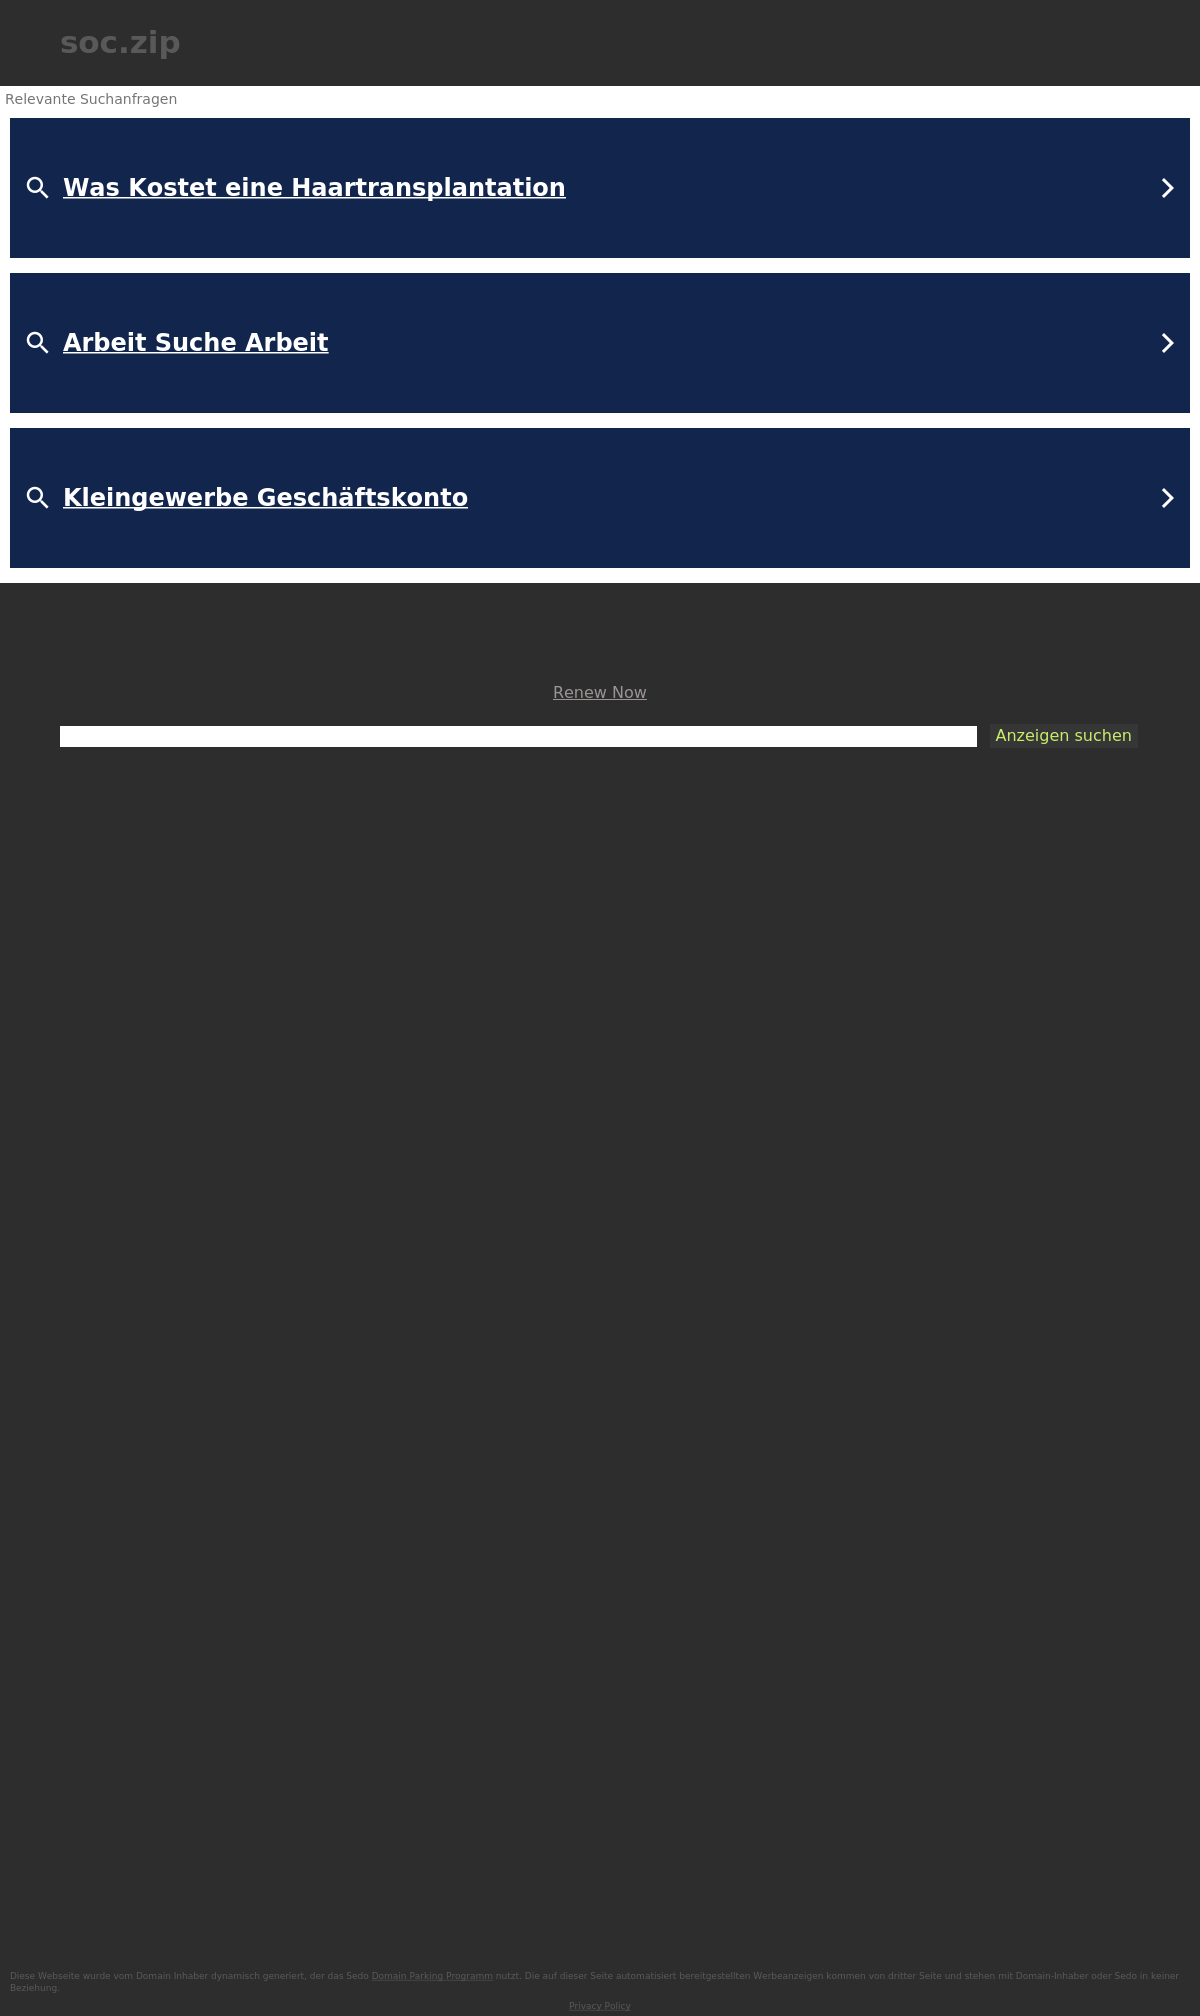 soc.zip
Relevante Suchanfragen
Was Kostet eine Haartransplantation
Arbeit Suche Arbeit
Kleingewerbe Geschäftskonto
Renew Now
Anzeigen suchen
Diese Webseite wurde vom Domain Inhaber dynamisch generiert, der das Sedo Domain Parking Programm nutzt. Die auf dieser Seite automatisiert bereitgestellten Werbeanzeigen kommen von dritter Seite und stehen mit Domain-Inhaber oder Sedo in keiner
Beziehung.
Privacy Policy